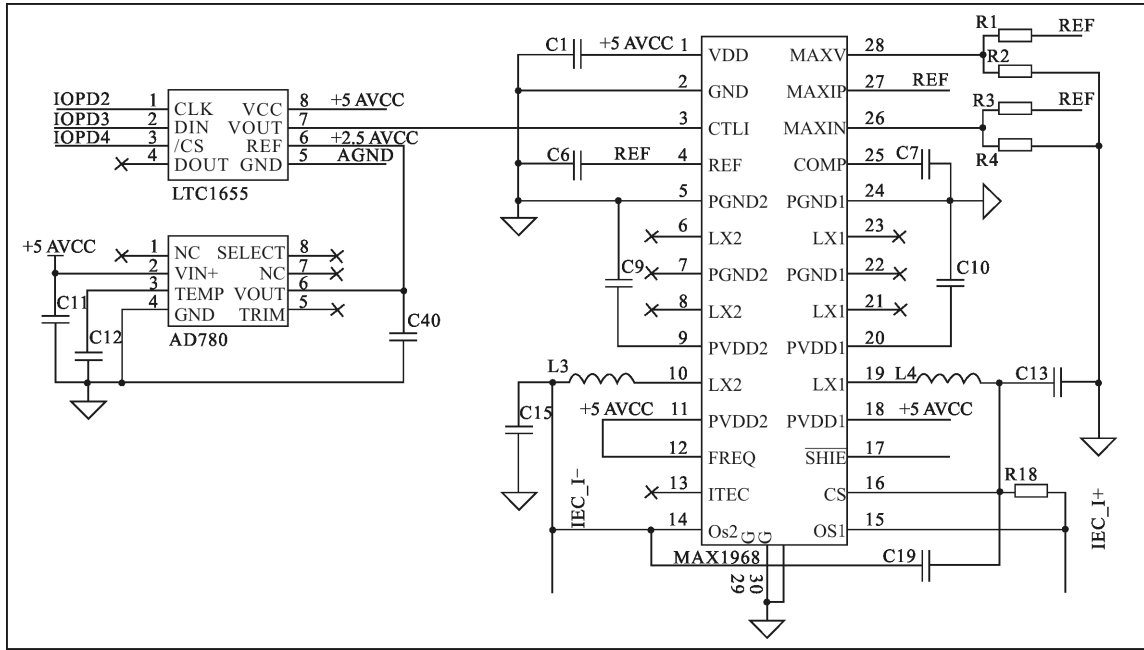 IOPD2 1 CLK VCC 8 +5 AVCC
IOPD3 2 DIN VOUT 7
IOPD4 3 /CS REF 6 +2.5 AVCC
4 DOUT GND 5 AGND
LTC1655
+5 AVCC
1 NC SELECT 8
2 VIN+ NC 7
3 TEMP VOUT 6
4 GND TRIM 5
AD780
C11
C12
C40
C1 +5 AVCC 1 VDD MAXV 28
R1 REF
R2
2 GND MAXIP 27 REF
3 CTLI MAXIN 26
R3 REF
R4
C6 REF 4 REF COMP 25 C7
5 PGND2 PGND1 24
6 LX2 LX1 23
C9 7 PGND2 PGND1 22 C10
8 LX2 LX1 21
9 PVDD2 PVDD1 20
L3 10 LX2 LX1 19 L4 C13
C15 +5 AVCC 11 PVDD2 PVDD1 18 +5 AVCC
12 FREQ SHIE 17
13 ITEC CS 16 R18
14 Os2 OS1 15
G G
IEC_I−
IEC_I+
MAX1968
C19
29 30